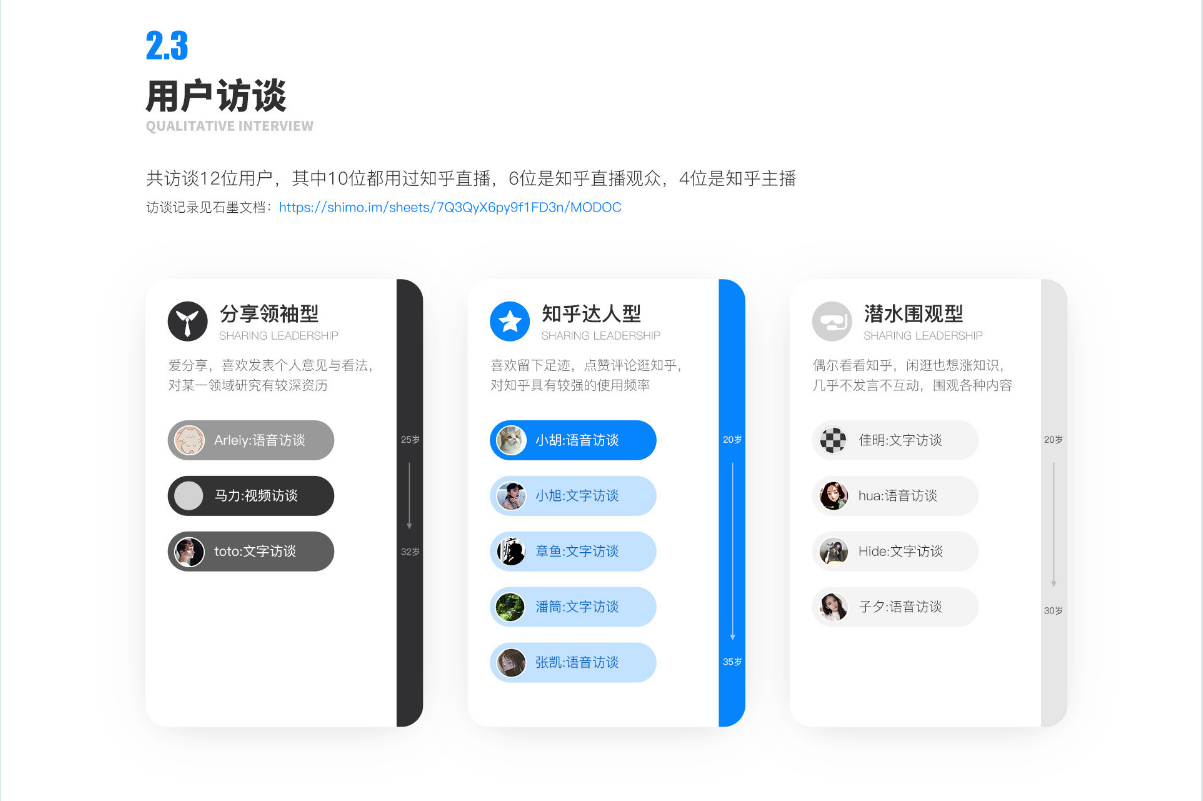 2.3
用户访谈
QUALITATIVE INTERVIEW
共访谈12位用户，其中10位都用过知乎直播，6位是知乎直播观众，4位是知乎主播
访谈记录见石墨文档：https://shimo.im/sheets/7Q3QyX6py9f1FD3n/MODOC
分享领袖型
SHARING LEADERSHIP
爱分享，喜欢发表个人意见与看法，
对某一领域研究有较深资历
Arleiy:语音访谈
马力:视频访谈
toto:文字访谈
25岁
32岁
知乎达人型
SHARING LEADERSHIP
喜欢留下足迹，点赞评论逛知乎，
对知乎具有较强的使用频率
小胡:语音访谈
小旭:文字访谈
章鱼:文字访谈
潘筒:文字访谈
张凯:语音访谈
20岁
35岁
潜水围观型
SHARING LEADERSHIP
偶尔看看知乎，闲逛也想涨知识，
几乎不发言不互动，围观各种内容
佳明:文字访谈
hua:语音访谈
Hide:文字访谈
子夕:语音访谈
20岁
30岁